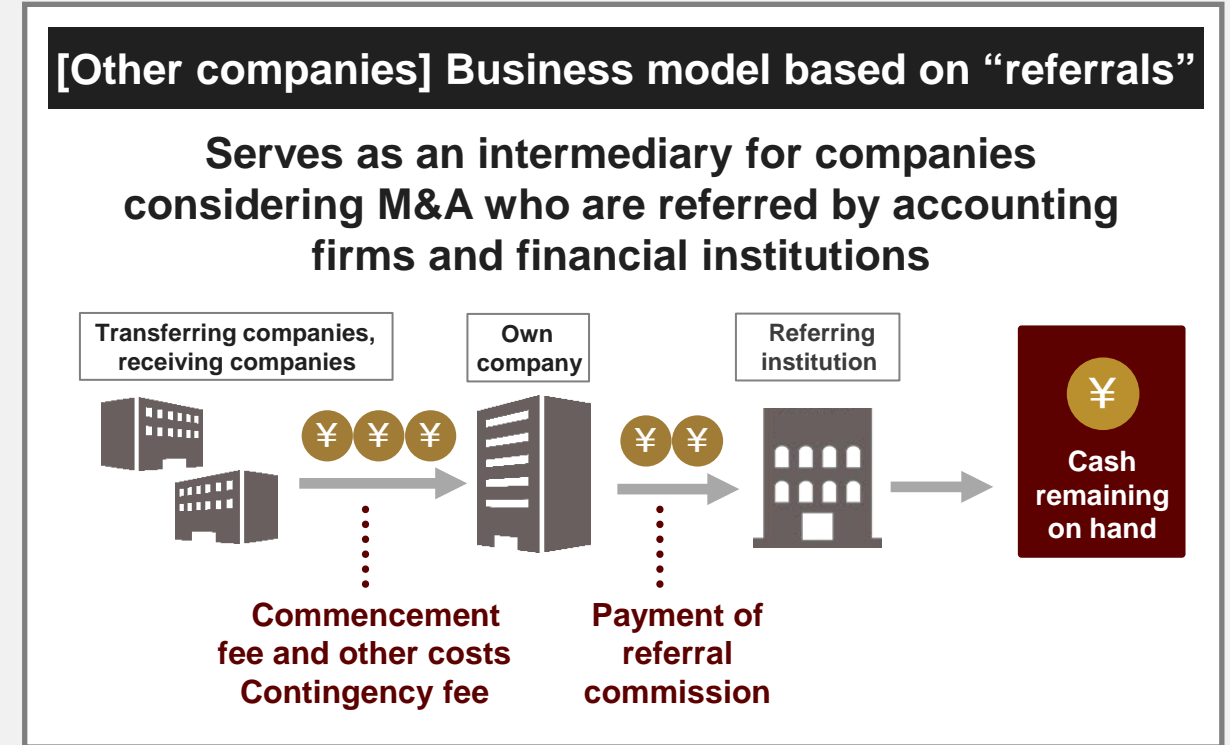 [Other companies] Business model based on “referrals”
Serves as an intermediary for companies
considering M&A who are referred by accounting
firms and financial institutions
Transferring companies,
receiving companies
Own
company
Referring
institution
¥ ¥ ¥
¥ ¥
¥
Cash
remaining
on hand
Commencement
fee and other costs
Contingency fee
Payment of
referral
commission